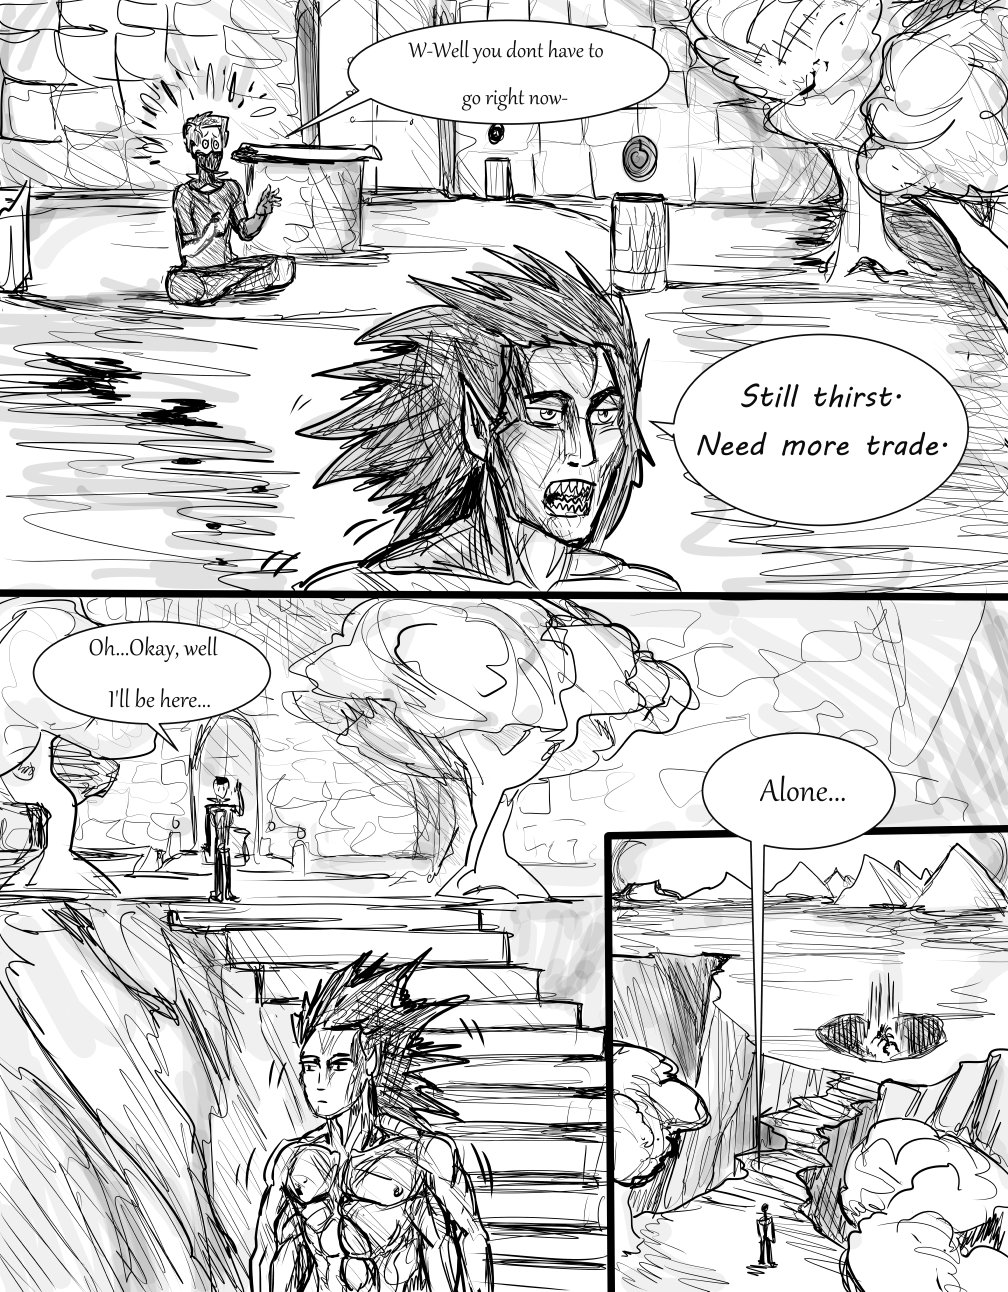 W-Well you dont have to
go right now-
Still thirst.
Need more trade.
Oh...Okay, well
I'll be here...
Alone...